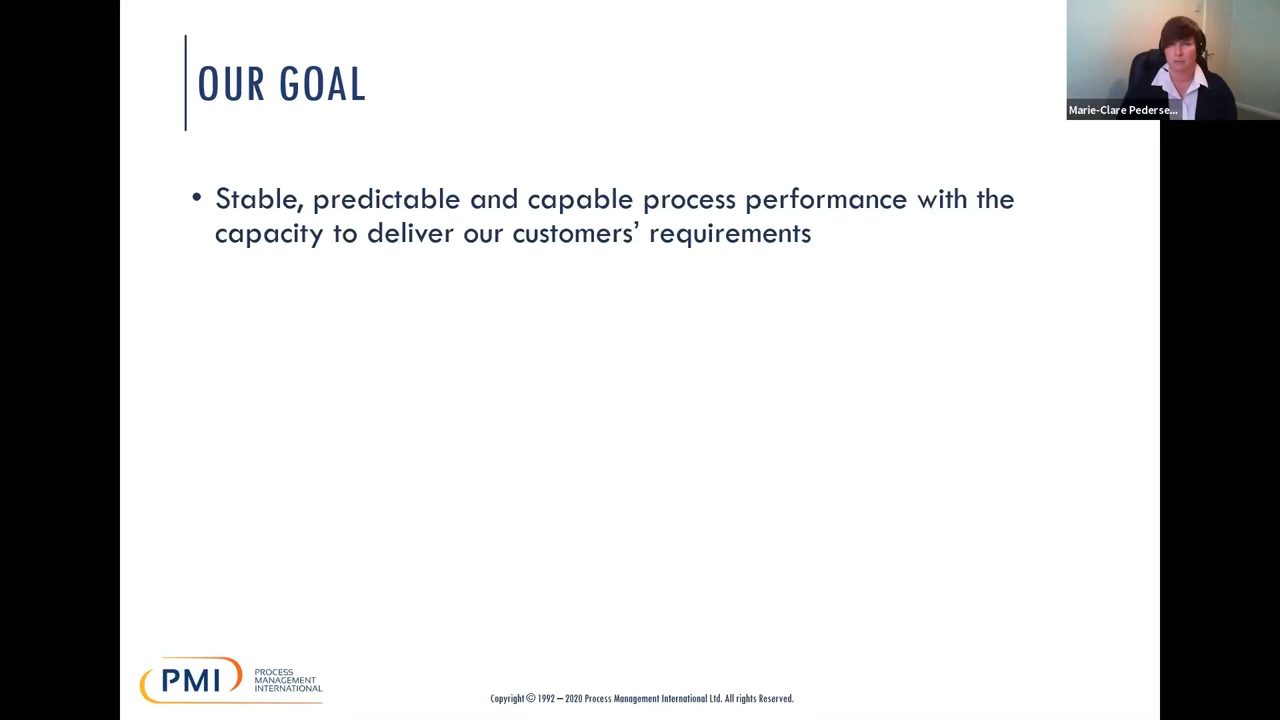 OUR GOAL
Marie-Clare Pederse...
• Stable, predictable and capable process performance with the
capacity to deliver our customers’ requirements
PMI
PROCESS
MANAGEMENT
INTERNATIONAL
Copyright © 1992 – 2020 Process Management International Ltd. All rights Reserved.